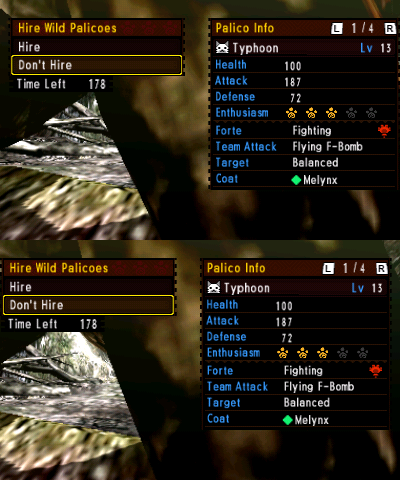 Hire Wild Palicoes
Hire
Don't Hire
Time Left 178
Palico Info L 1 / 4 R
Typhoon Lv 13
Health 100
Attack 187
Defense 72
Enthusiasm
Forte Fighting
Team Attack Flying F-Bomb
Target Balanced
Coat Melynx
Hire Wild Palicoes
Hire
Don't Hire
Time Left 178
Palico Info L 1 / 4 R
Typhoon Lv 13
Health 100
Attack 187
Defense 72
Enthusiasm
Forte Fighting
Team Attack Flying F-Bomb
Target Balanced
Coat Melynx